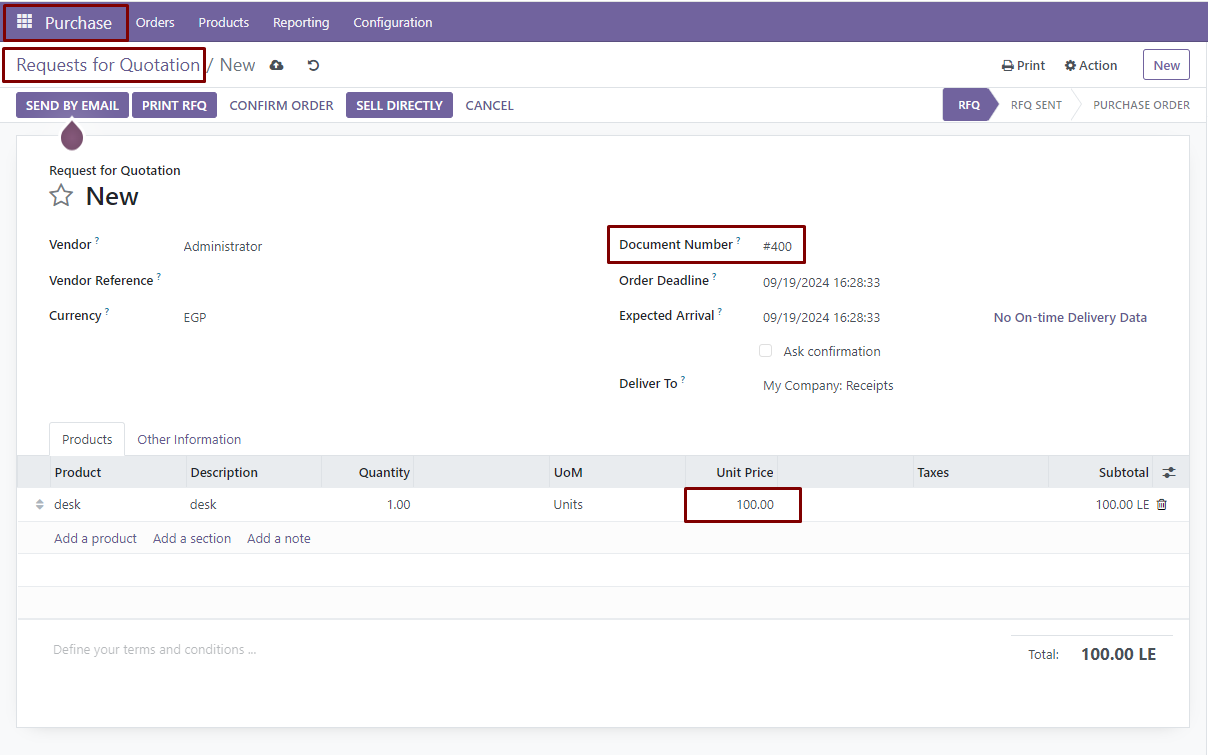 Purchase Orders Products Reporting Configuration
Requests for Quotation / New Print Action New
SEND BY EMAIL PRINT RFQ CONFIRM ORDER SELL DIRECTLY CANCEL RFQ RFQ SENT PURCHASE ORDER
Request for Quotation
New
Vendor ? Administrator Document Number ? #400
Vendor Reference ? Order Deadline ? 09/19/2024 16:28:33
Currency ? EGP Expected Arrival ? 09/19/2024 16:28:33 No On-time Delivery Data
Ask confirmation
Deliver To ? My Company: Receipts
Products Other Information
Product Description Quantity UoM Unit Price Taxes Subtotal
desk desk 1.00 Units 100.00 100.00 LE
Add a product Add a section Add a note
Define your terms and conditions ... Total: 100.00 LE